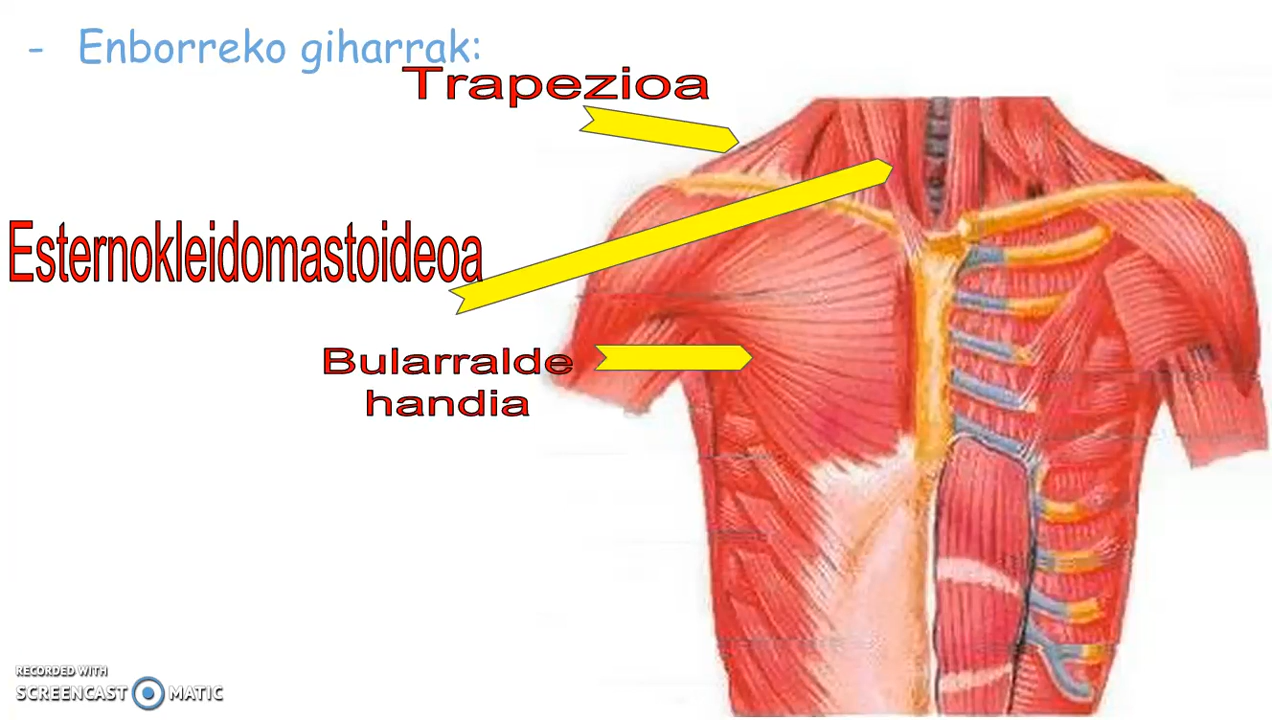 - Enborreko giharrak:
Trapezioa
Esternokleidomastoideoa
Bularralde
handia
RECORDED WITH
SCREENCAST MATIC